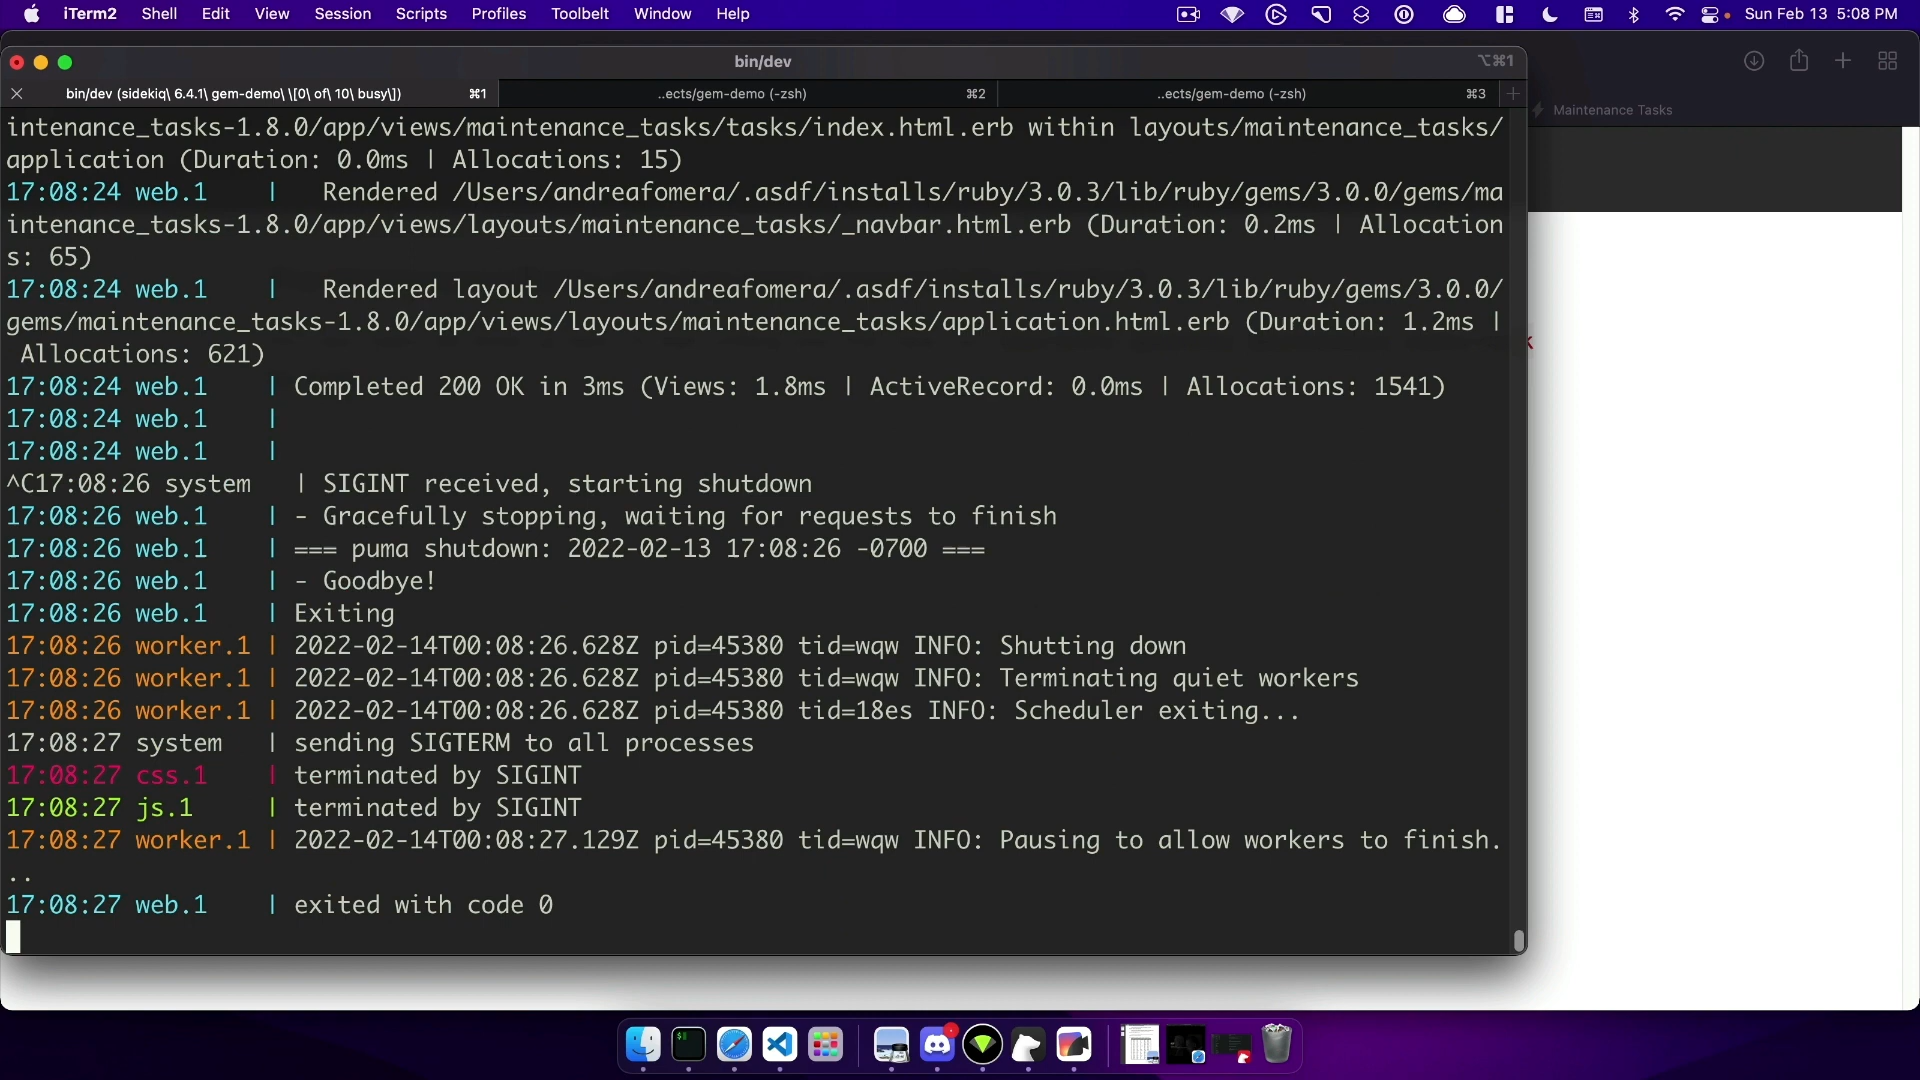 iTerm2 Shell Edit View Session Scripts Profiles Toolbelt Window Help Sun Feb 13 5:08 PM
bin/dev ⌥⌘1
bin/dev (sidekiq\ 6.4.1\ gem-demo\ \[0\ of\ 10\ busy\]) ⌘1 ..ects/gem-demo (-zsh) ⌘2 ..ects/gem-demo (-zsh) ⌘3
Maintenance Tasks
intenance_tasks-1.8.0/app/views/maintenance_tasks/tasks/index.html.erb within layouts/maintenance_tasks/
application (Duration: 0.0ms | Allocations: 15)
17:08:24 web.1    |   Rendered /Users/andreafomera/.asdf/installs/ruby/3.0.3/lib/ruby/gems/3.0.0/gems/ma
intenance_tasks-1.8.0/app/views/layouts/maintenance_tasks/_navbar.html.erb (Duration: 0.2ms | Allocation
s: 65)
17:08:24 web.1    |   Rendered layout /Users/andreafomera/.asdf/installs/ruby/3.0.3/lib/ruby/gems/3.0.0/
gems/maintenance_tasks-1.8.0/app/views/layouts/maintenance_tasks/application.html.erb (Duration: 1.2ms |
 Allocations: 621)
17:08:24 web.1    | Completed 200 OK in 3ms (Views: 1.8ms | ActiveRecord: 0.0ms | Allocations: 1541)
17:08:24 web.1    |
17:08:24 web.1    |
^C17:08:26 system   | SIGINT received, starting shutdown
17:08:26 web.1    | - Gracefully stopping, waiting for requests to finish
17:08:26 web.1    | === puma shutdown: 2022-02-13 17:08:26 -0700 ===
17:08:26 web.1    | - Goodbye!
17:08:26 web.1    | Exiting
17:08:26 worker.1 | 2022-02-14T00:08:26.628Z pid=45380 tid=wqw INFO: Shutting down
17:08:26 worker.1 | 2022-02-14T00:08:26.628Z pid=45380 tid=wqw INFO: Terminating quiet workers
17:08:26 worker.1 | 2022-02-14T00:08:26.628Z pid=45380 tid=18es INFO: Scheduler exiting...
17:08:27 system   | sending SIGTERM to all processes
17:08:27 css.1    | terminated by SIGINT
17:08:27 js.1     | terminated by SIGINT
17:08:27 worker.1 | 2022-02-14T00:08:27.129Z pid=45380 tid=wqw INFO: Pausing to allow workers to finish.
..
17:08:27 web.1    | exited with code 0